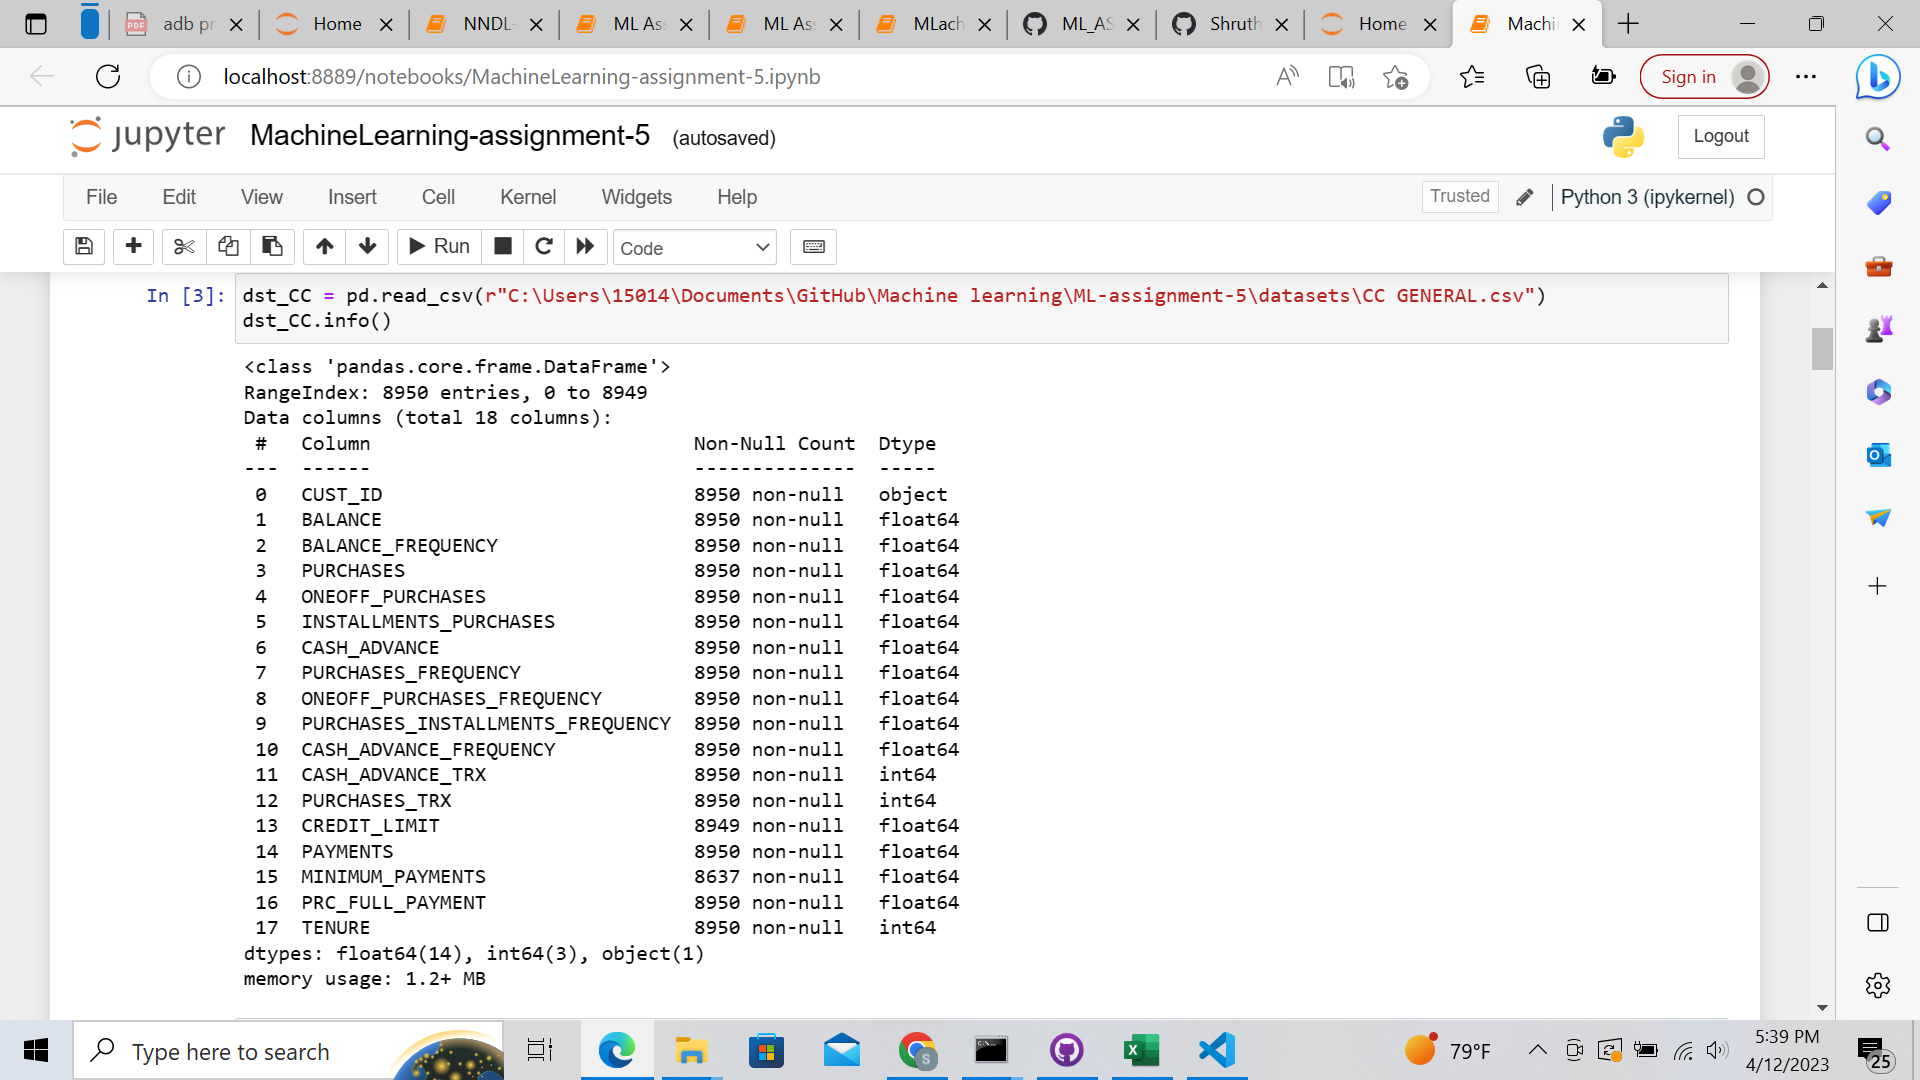 adb pr
Home
NNDL-
ML Ass
ML Ass
MLach
ML_AS
Shruth
Home
Machi
localhost:8889/notebooks/MachineLearning-assignment-5.ipynb
Sign in
jupyter MachineLearning-assignment-5 (autosaved)
Logout
File Edit View Insert Cell Kernel Widgets Help
Trusted
Python 3 (ipykernel)
Run
Code
In [3]: dst_CC = pd.read_csv(r"C:\Users\15014\Documents\GitHub\Machine learning\ML-assignment-5\datasets\CC GENERAL.csv")
dst_CC.info()
<class 'pandas.core.frame.DataFrame'>
RangeIndex: 8950 entries, 0 to 8949
Data columns (total 18 columns):
# Column Non-Null Count Dtype
--- ------ -------------- -----
0 CUST_ID 8950 non-null object
1 BALANCE 8950 non-null float64
2 BALANCE_FREQUENCY 8950 non-null float64
3 PURCHASES 8950 non-null float64
4 ONEOFF_PURCHASES 8950 non-null float64
5 INSTALLMENTS_PURCHASES 8950 non-null float64
6 CASH_ADVANCE 8950 non-null float64
7 PURCHASES_FREQUENCY 8950 non-null float64
8 ONEOFF_PURCHASES_FREQUENCY 8950 non-null float64
9 PURCHASES_INSTALLMENTS_FREQUENCY 8950 non-null float64
10 CASH_ADVANCE_FREQUENCY 8950 non-null float64
11 CASH_ADVANCE_TRX 8950 non-null int64
12 PURCHASES_TRX 8950 non-null int64
13 CREDIT_LIMIT 8949 non-null float64
14 PAYMENTS 8950 non-null float64
15 MINIMUM_PAYMENTS 8637 non-null float64
16 PRC_FULL_PAYMENT 8950 non-null float64
17 TENURE 8950 non-null int64
dtypes: float64(14), int64(3), object(1)
memory usage: 1.2+ MB
Type here to search
79°F
5:39 PM
4/12/2023
25